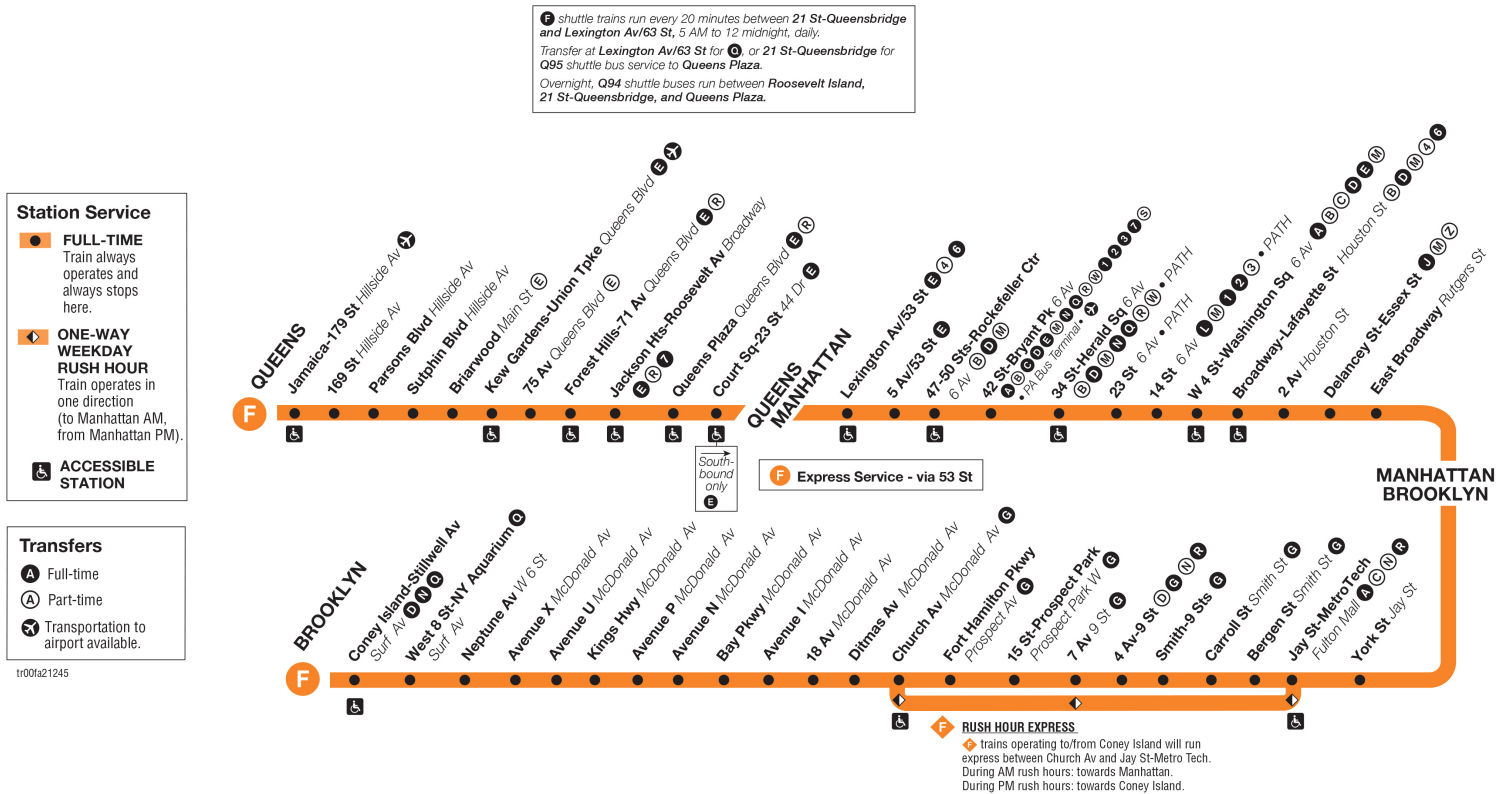 F shuttle trains run every 20 minutes between 21 St-Queensbridge
and Lexington Av/63 St, 5 AM to 12 midnight, daily.
Transfer at Lexington Av/63 St for Q, or 21 St-Queensbridge for
Q95 shuttle bus service to Queens Plaza.
Overnight, Q94 shuttle buses run between Roosevelt Island,
21 St-Queensbridge, and Queens Plaza.
Station Service
FULL-TIME
Train always
operates and
always stops
here.
ONE-WAY
WEEKDAY
RUSH HOUR
Train operates in
one direction
(to Manhattan AM,
from Manhattan PM).
ACCESSIBLE
STATION
Transfers
A Full-time
A Part-time
Transportation to
airport available.
tr00fa21245
F
QUEENS
Jamaica-179 St Hillside Av
169 St Hillside Av
Parsons Blvd Hillside Av
Sutphin Blvd Hillside Av
Briarwood Main St E
Kew Gardens-Union Tpke Queens Blvd E
75 Av Queens Blvd E
Forest Hills-71 Av Queens Blvd E R
Jackson Hts-Roosevelt Av Broadway
E R 7
Queens Plaza Queens Blvd E R
Court Sq-23 St 44 Dr E
South-
bound
only
E
QUEENS
MANHATTAN
Lexington Av/53 St E 4 6
5 Av/53 St E
47-50 Sts-Rockefeller Ctr
6 Av B D M
42 St-Bryant Pk 6 Av
A B C D E M N Q R W 1 2 3 7 S
• PA Bus Terminal •
34 St-Herald Sq 6 Av
B D M N Q R W • PATH
23 St 6 Av • PATH
14 St 6 Av L M 1 2 3 • PATH
W 4 St-Washington Sq 6 Av A B C D E M
Broadway-Lafayette St Houston St B D M 4 6
2 Av Houston St
Delancey St-Essex St J M Z
East Broadway Rutgers St
F Express Service - via 53 St
MANHATTAN
BROOKLYN
F
BROOKLYN
Coney Island-Stillwell Av
Surf Av D N Q
West 8 St-NY Aquarium Q
Surf Av
Neptune Av W 6 St
Avenue X McDonald Av
Avenue U McDonald Av
Kings Hwy McDonald Av
Avenue P McDonald Av
Avenue N McDonald Av
Bay Pkwy McDonald Av
Avenue I McDonald Av
18 Av McDonald Av
Ditmas Av McDonald Av
Church Av McDonald Av G
Fort Hamilton Pkwy
Prospect Av G
15 St-Prospect Park
Prospect Park W G
7 Av 9 St G
4 Av-9 St D G N R
Smith-9 Sts G
Carroll St Smith St G
Bergen St Smith St G
Jay St-MetroTech
Fulton Mall A C N R
York St Jay St
F RUSH HOUR EXPRESS
F trains operating to/from Coney Island will run
express between Church Av and Jay St-Metro Tech.
During AM rush hours: towards Manhattan.
During PM rush hours: towards Coney Island.